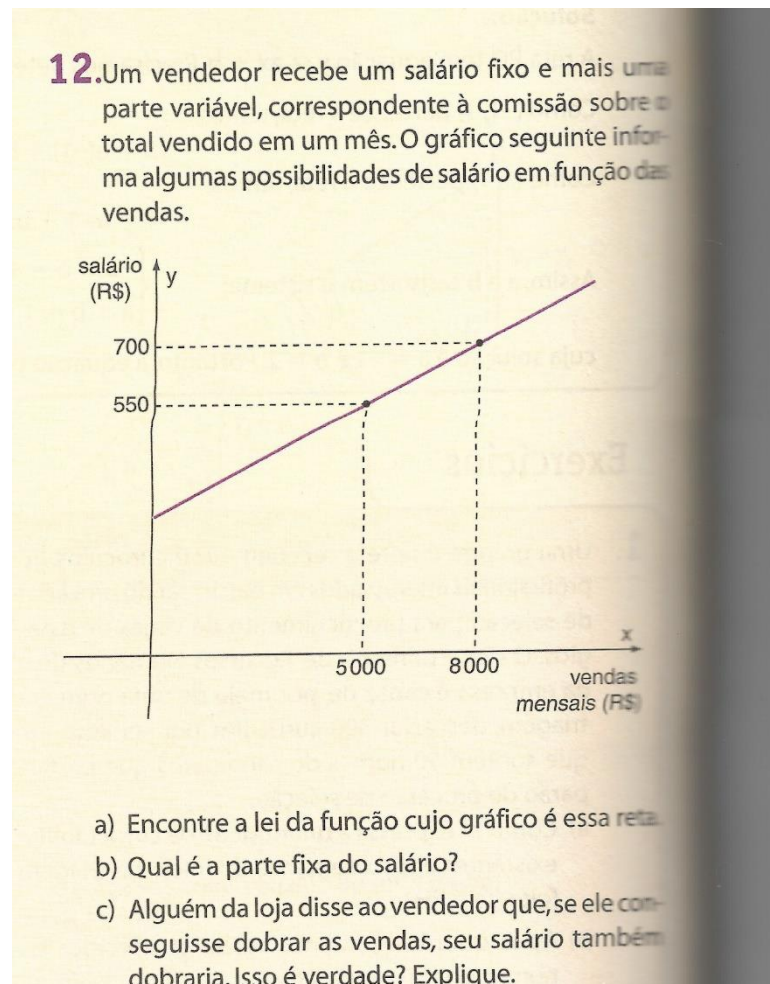 12. Um vendedor recebe um salário fixo e mais uma
parte variável, correspondente à comissão sobre o
total vendido em um mês. O gráfico seguinte infor-
ma algumas possibilidades de salário em função das
vendas.
salário
(R$)
y
700
550
x
5000
8000
vendas
mensais (R$)
Exercícios
a) Encontre a lei da função cujo gráfico é essa reta.
b) Qual é a parte fixa do salário?
c) Alguém da loja disse ao vendedor que, se ele con-
seguisse dobrar as vendas, seu salário também
dobraria. Isso é verdade? Explique.